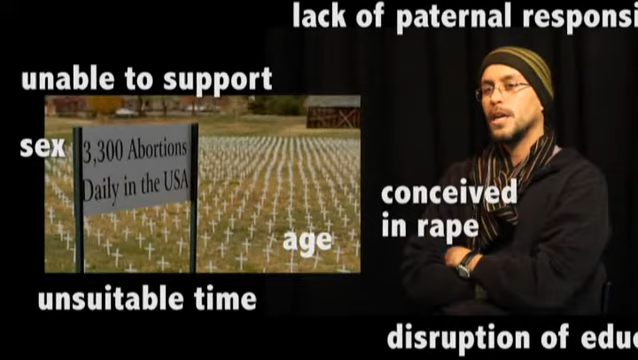 lack of paternal responsi
unable to support
sex
3,300 Abortions
Daily in the USA
conceived
in rape
age
unsuitable time
disruption of educ